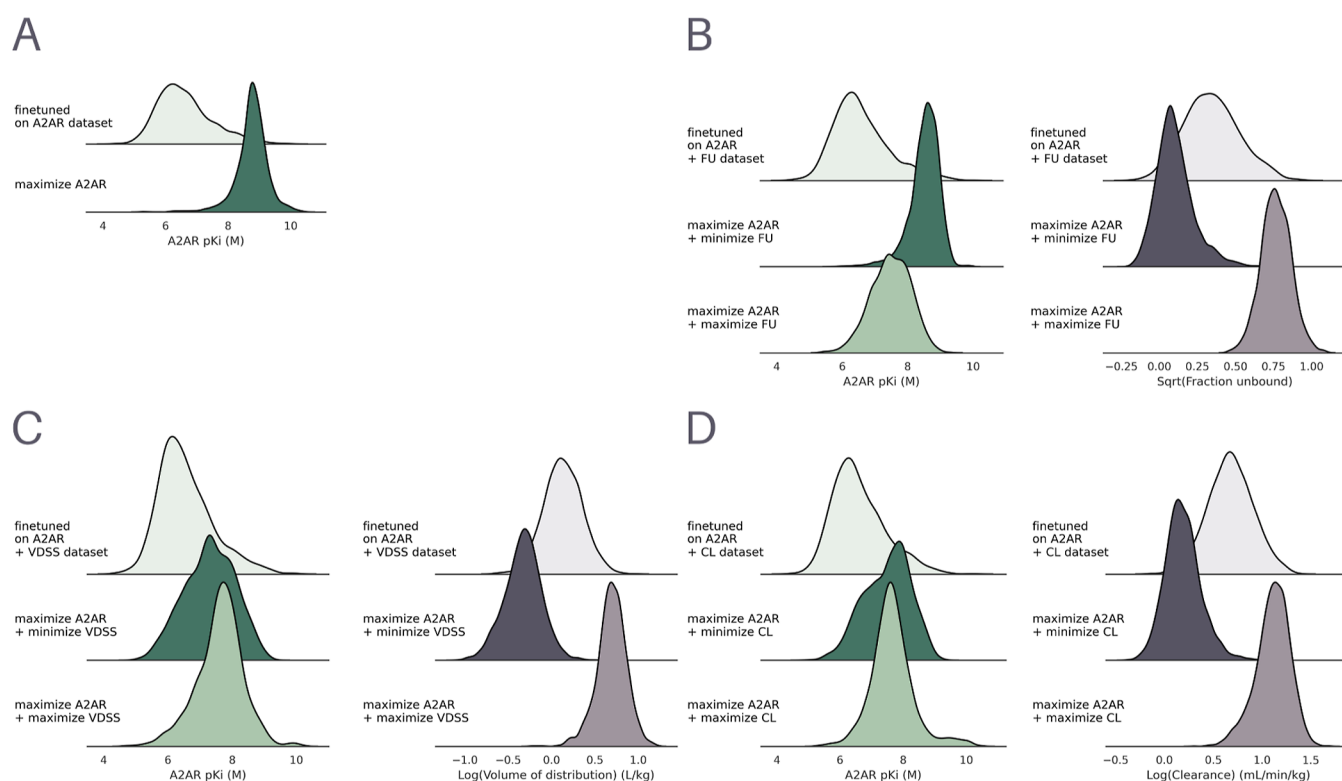 A
finetuned
on A2AR dataset
maximize A2AR
4 6 8 10
A2AR pKi (M)
B
finetuned
on A2AR
+ FU dataset
maximize A2AR
+ minimize FU
maximize A2AR
+ maximize FU
4 6 8 10
A2AR pKi (M)
finetuned
on A2AR
+ FU dataset
maximize A2AR
+ minimize FU
maximize A2AR
+ maximize FU
−0.25 0.00 0.25 0.50 0.75 1.00
Sqrt(Fraction unbound)
C
finetuned
on A2AR
+ VDSS dataset
maximize A2AR
+ minimize VDSS
maximize A2AR
+ maximize VDSS
4 6 8 10
A2AR pKi (M)
finetuned
on A2AR
+ VDSS dataset
maximize A2AR
+ minimize VDSS
maximize A2AR
+ maximize VDSS
−1.0 −0.5 0.0 0.5 1.0
Log(Volume of distribution) (L/kg)
D
finetuned
on A2AR
+ CL dataset
maximize A2AR
+ minimize CL
maximize A2AR
+ maximize CL
4 6 8 10
A2AR pKi (M)
finetuned
on A2AR
+ CL dataset
maximize A2AR
+ minimize CL
maximize A2AR
+ maximize CL
−0.5 0.0 0.5 1.0 1.5
Log(Clearance) (mL/min/kg)